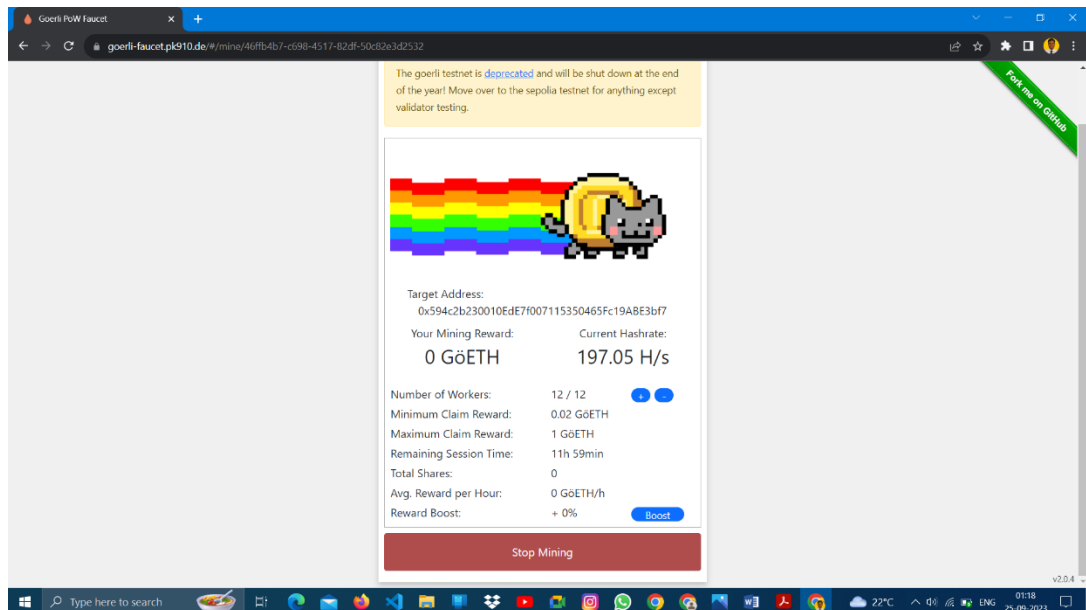 Goerli PoW Faucet
goerli-faucet.pk910.de/#/mine/46ffb4b7-c698-4517-82df-50c82e3d2532
The goerli testnet is deprecated and will be shut down at the end
of the year! Move over to the sepolia testnet for anything except
validator testing.
Fork me on GitHub
Target Address:
0x594c2b230010EdE7f007115350465Fc19ABE3bf7
Your Mining Reward: Current Hashrate:
0 GöETH 197.05 H/s
Number of Workers: 12 / 12 + -
Minimum Claim Reward: 0.02 GöETH
Maximum Claim Reward: 1 GöETH
Remaining Session Time: 11h 59min
Total Shares: 0
Avg. Reward per Hour: 0 GöETH/h
Reward Boost: + 0% Boost
Stop Mining
v2.0.4
Type here to search 22°C ENG 01:18
25-09-2023